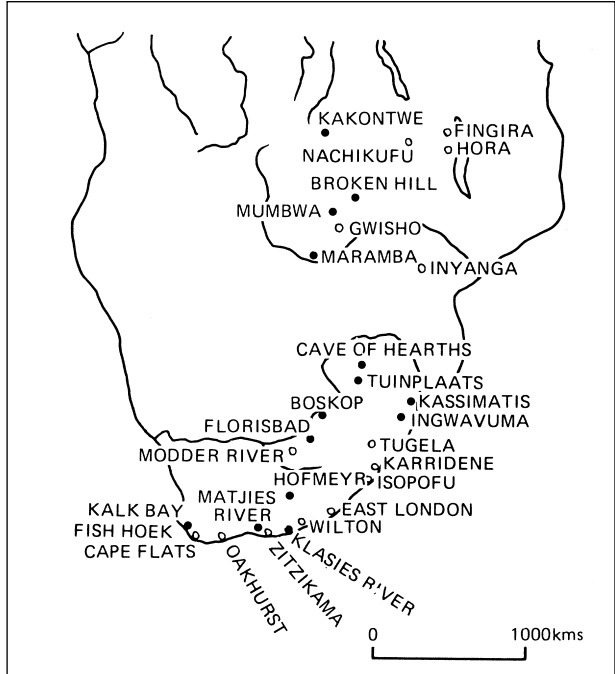 KAKONTWE
FINGIRA
NACHIKUFU
HORA
BROKEN HILL
MUMBWA
GWISHO
MARAMBA
INYANGA
CAVE OF HEARTHS
TUINPLAATS
BOSKOP
KASSIMATIS
INGWAVUMA
FLORISBAD
TUGELA
MODDER RIVER
KARRIDENE
HOFMEYR
ISOPOFU
MATJIES
RIVER
EAST LONDON
KALK BAY
WILTON
FISH HOEK
CAPE FLATS
OAKHURST
ZITZIKAMA
KLASIES RIVER
0 1000kms